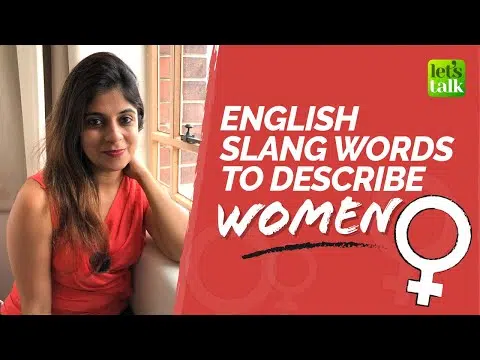 let's
talk
ENGLISH
SLANG WORDS
TO DESCRIBE
WOMEN